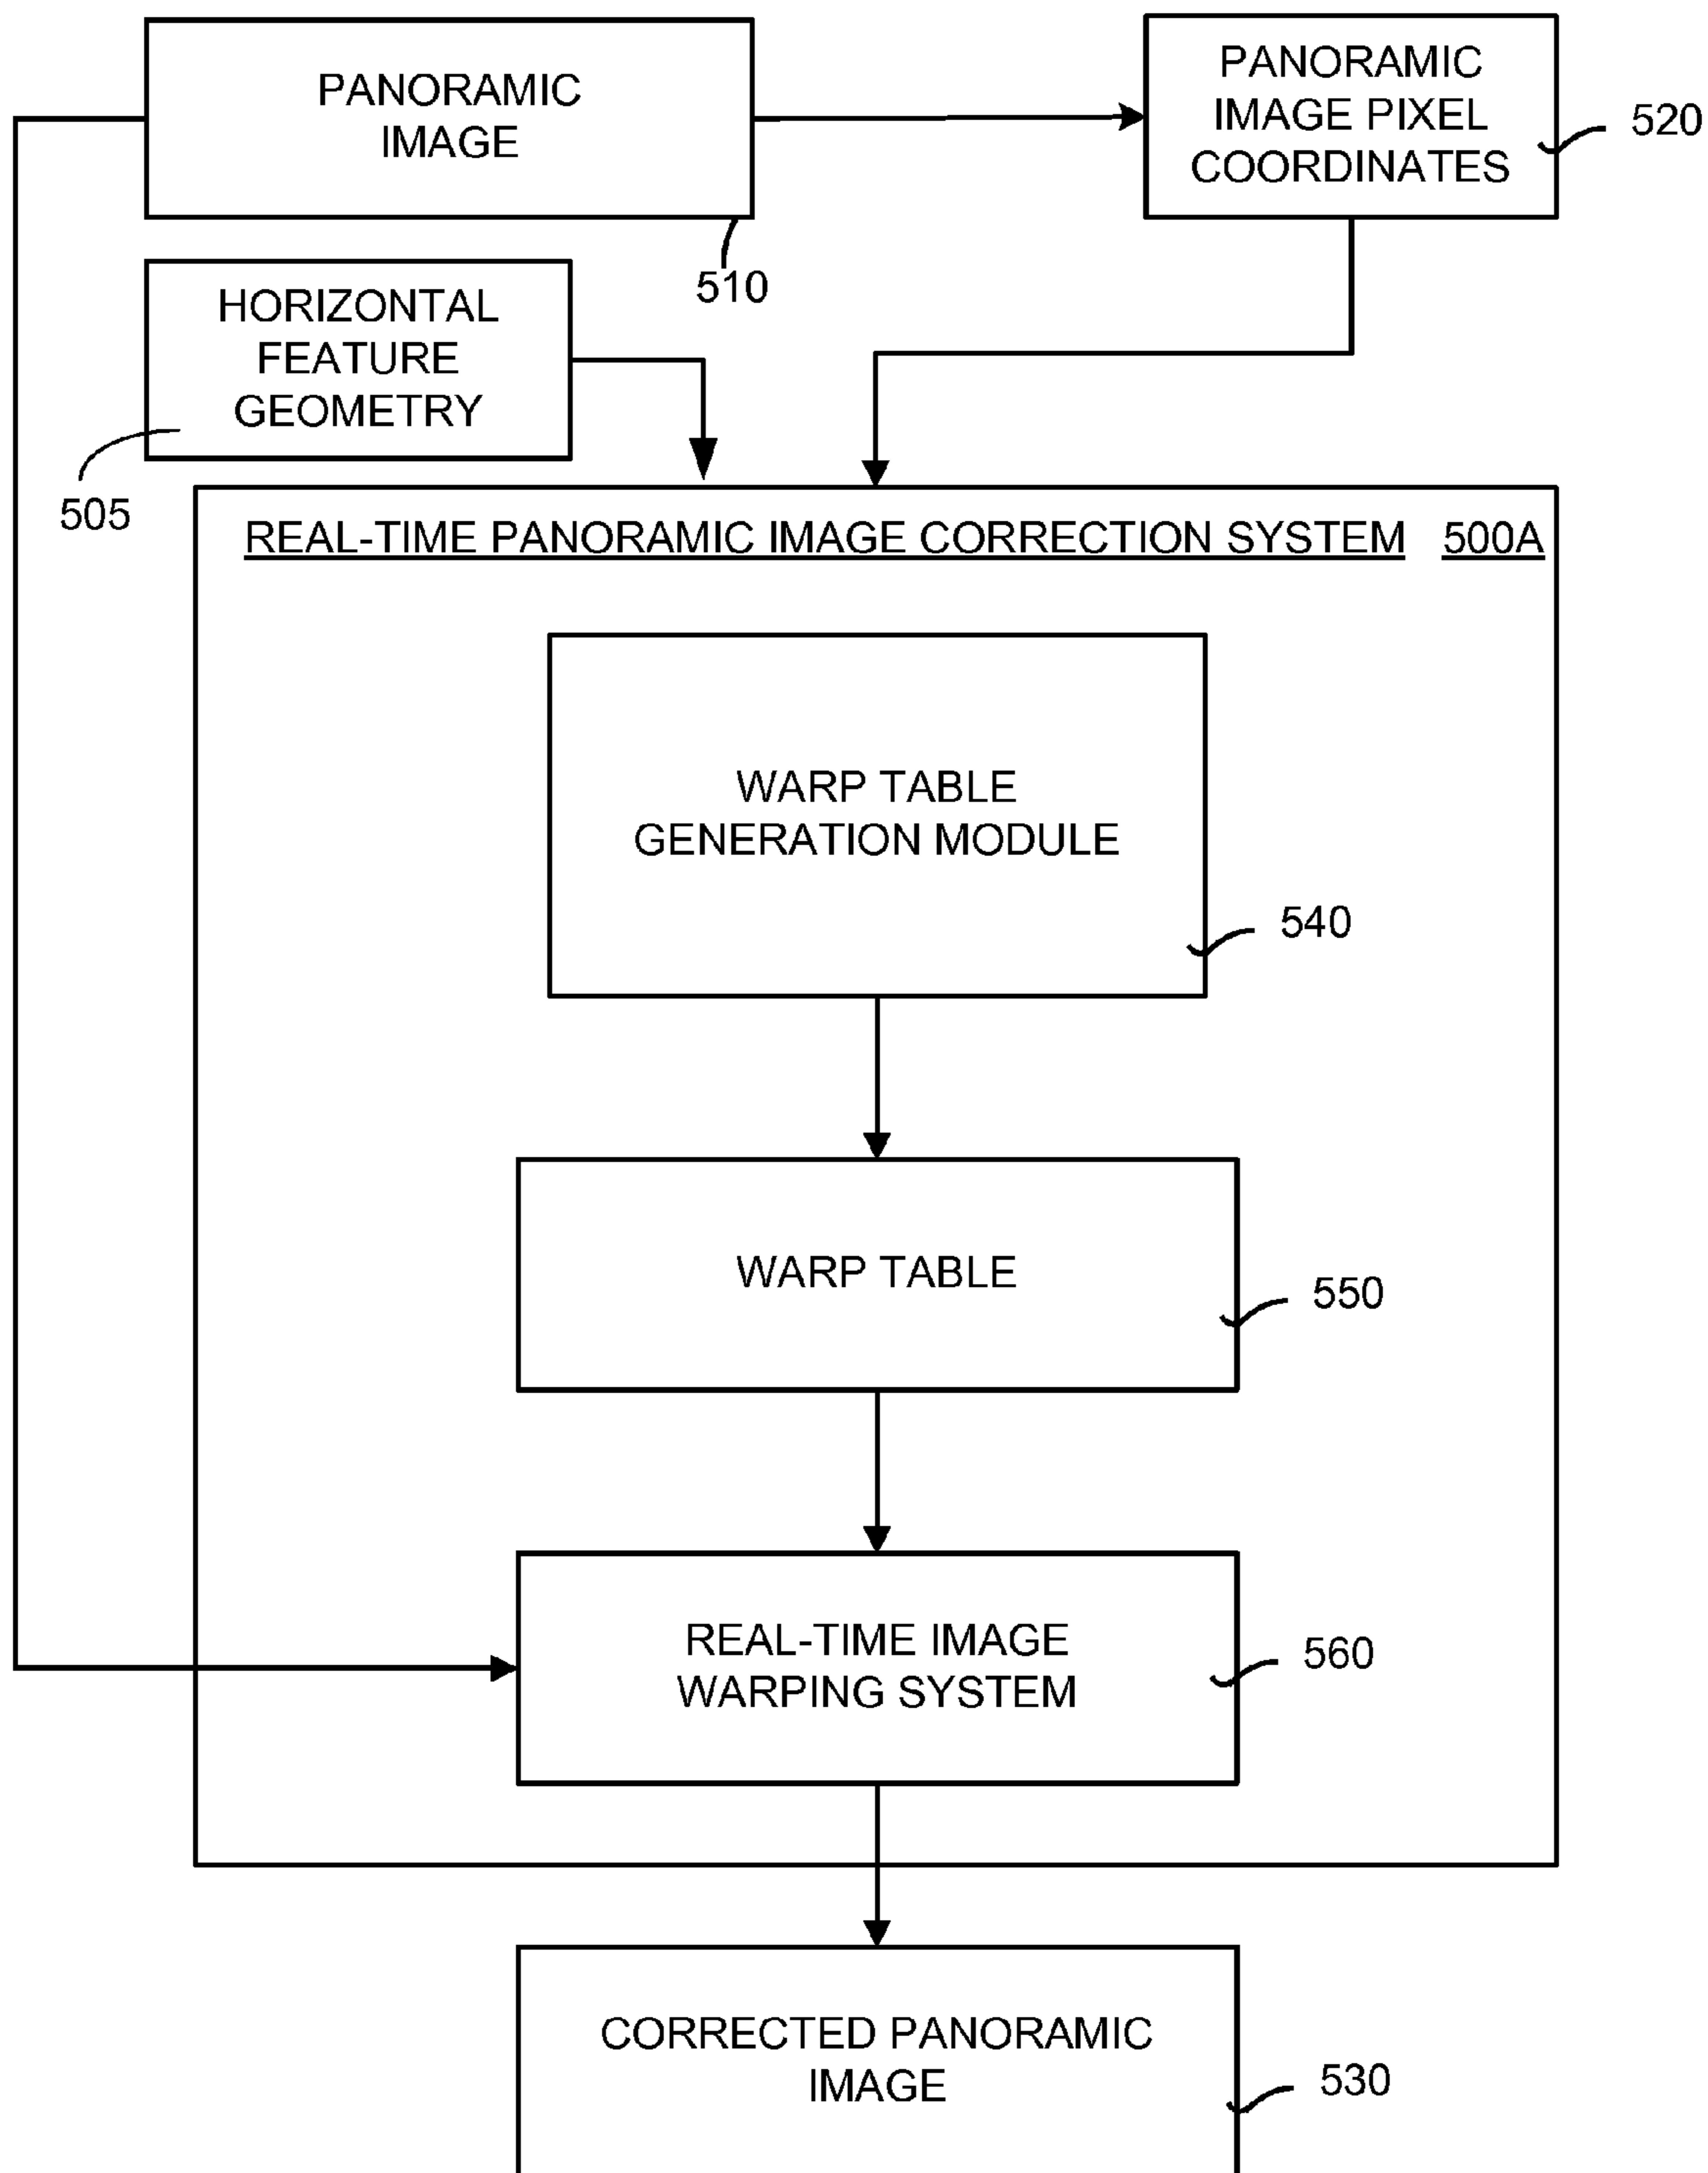 PANORAMIC
IMAGE
510
PANORAMIC
IMAGE PIXEL
COORDINATES
520
HORIZONTAL
FEATURE
GEOMETRY
505
REAL-TIME PANORAMIC IMAGE CORRECTION SYSTEM 500A
WARP TABLE
GENERATION MODULE
540
WARP TABLE
550
REAL-TIME IMAGE
WARPING SYSTEM
560
CORRECTED PANORAMIC
IMAGE
530